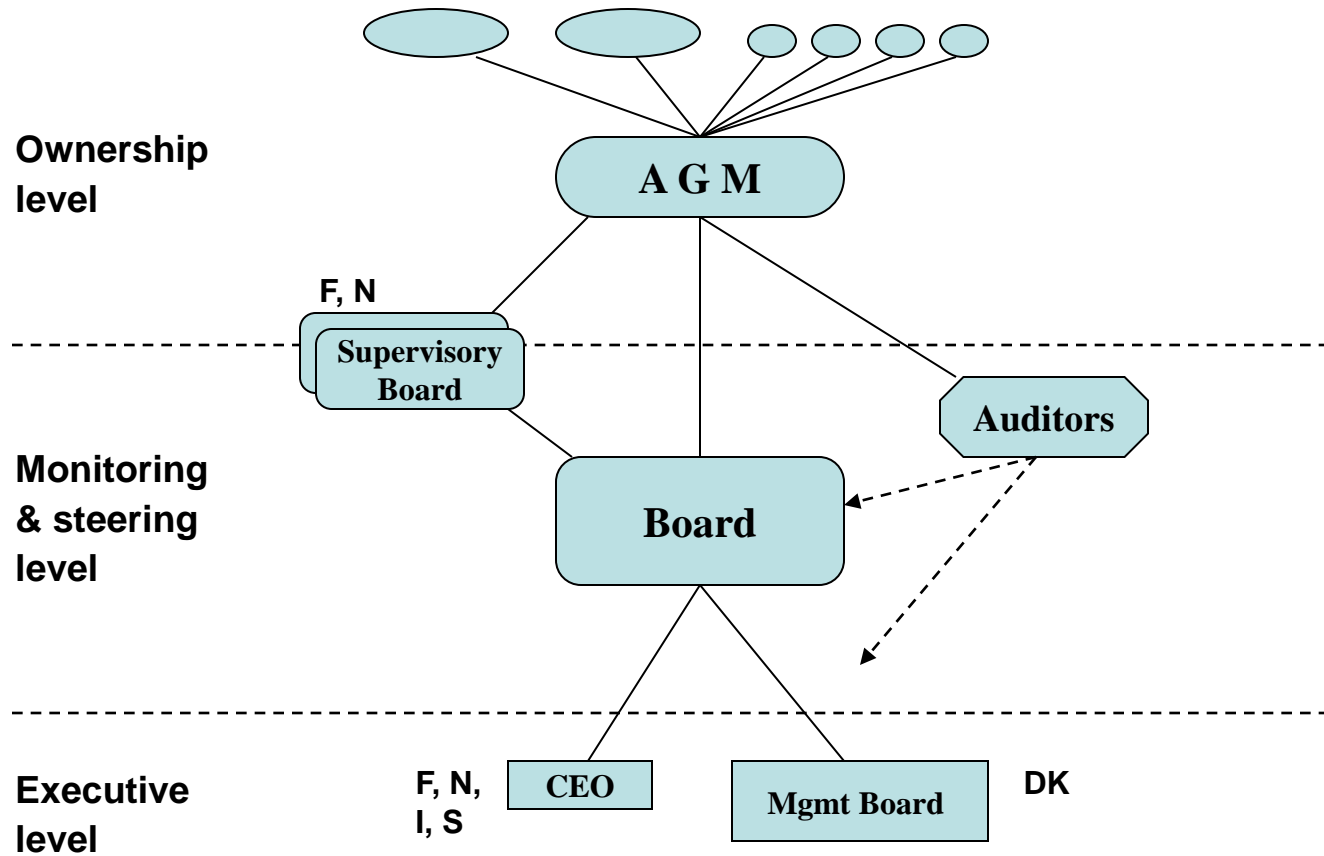 Ownership
level
A G M
F, N
Supervisory
Board
Auditors
Monitoring
& steering
level
Board
Executive
level
F, N,
I, S
CEO
Mgmt Board
DK